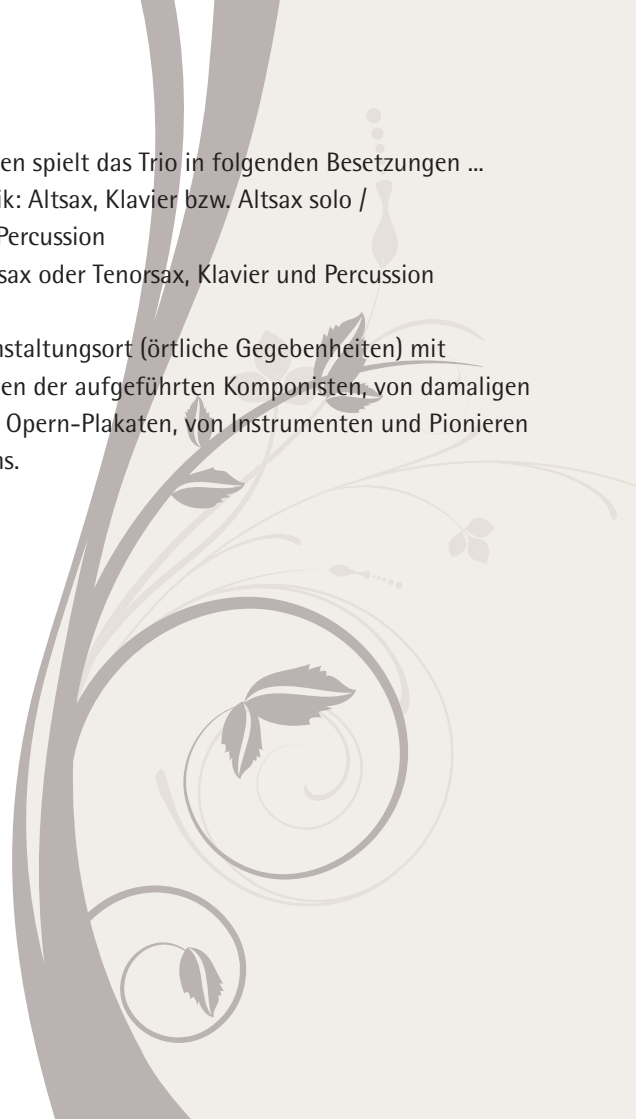 en spielt das Trio in folgenden Besetzungen ...
ik: Altsax, Klavier bzw. Altsax solo /
Percussion
sax oder Tenorsax, Klavier und Percussion
nstaltungsort (örtliche Gegebenheiten) mit
en der aufgeführten Komponisten, von damaligen
Opern-Plakaten, von Instrumenten und Pionieren
ns.